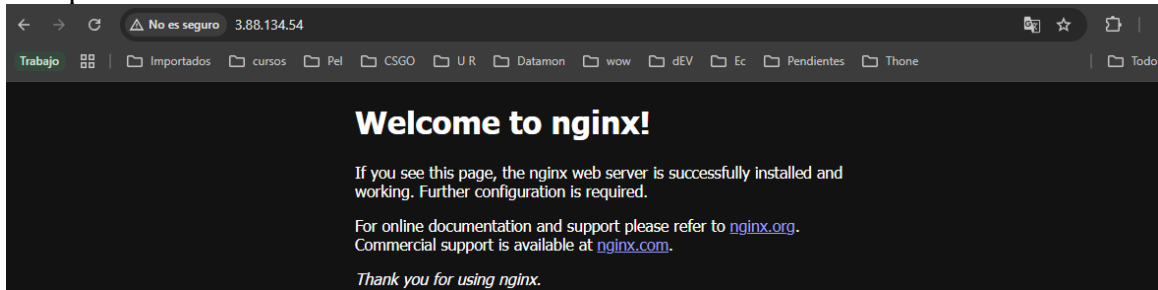 No es seguro 3.88.134.54
Trabajo Importados cursos Pel CSGO U R Datamon wow dEV Ec Pendientes Thone Todo
Welcome to nginx!
If you see this page, the nginx web server is successfully installed and
working. Further configuration is required.
For online documentation and support please refer to nginx.org.
Commercial support is available at nginx.com.
Thank you for using nginx.